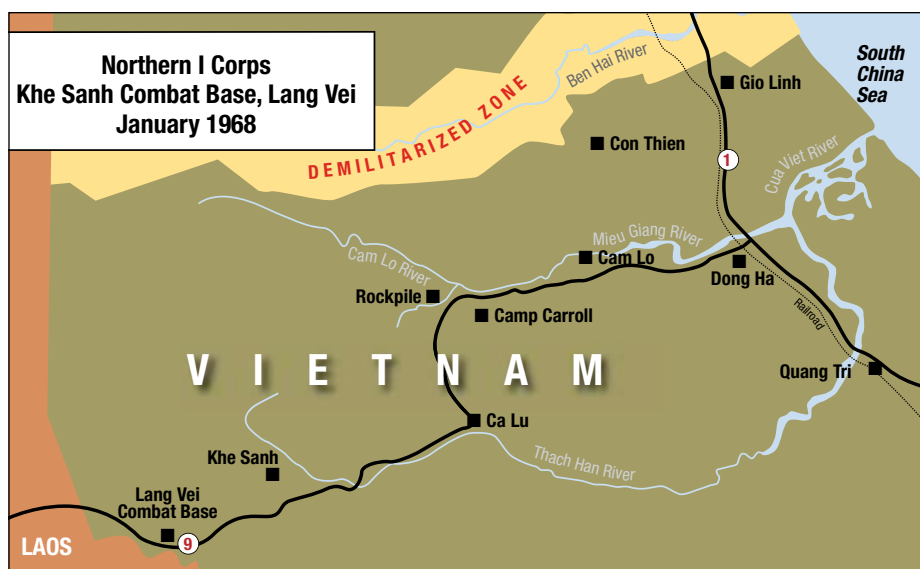 Northern I Corps
Khe Sanh Combat Base, Lang Vei
January 1968
South
China
Sea
Ben Hai River
Gio Linh
DEMILITARIZED ZONE
Con Thien
1
Cua Viet River
Mieu Giang River
Cam Lo River
Cam Lo
Dong Ha
Rockpile
Camp Carroll
Railroad
VIETNAM
Quang Tri
Ca Lu
Khe Sanh
Thach Han River
Lang Vei
Combat Base
9
LAOS